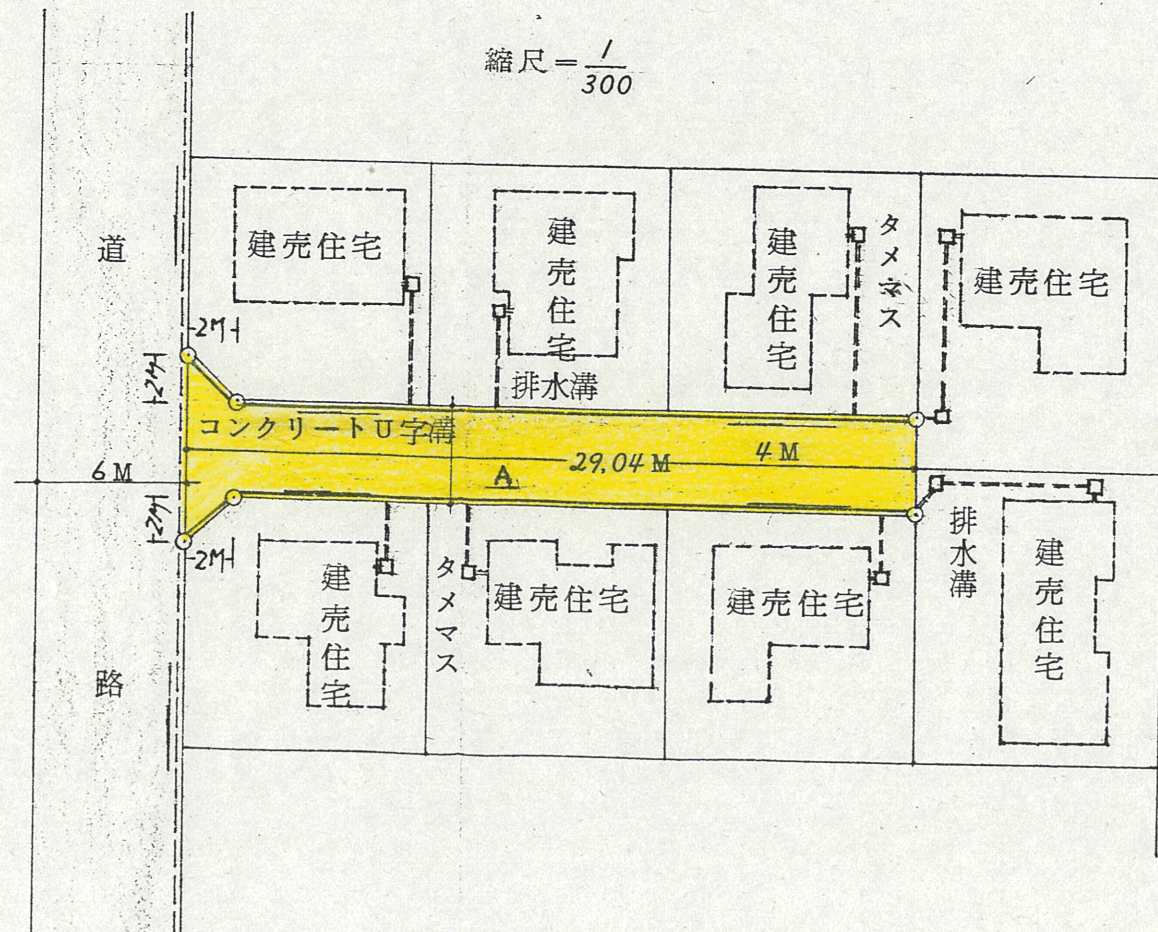 縮尺=1/300
道
建売住宅
建売住宅
建売住宅
タメマス
建売住宅
2M
2M
排水溝
コンクリートU字溝
6M
29.04M
4M
A
2M
2M
建売住宅
タメマス
建売住宅
建売住宅
排水溝
建売住宅
路